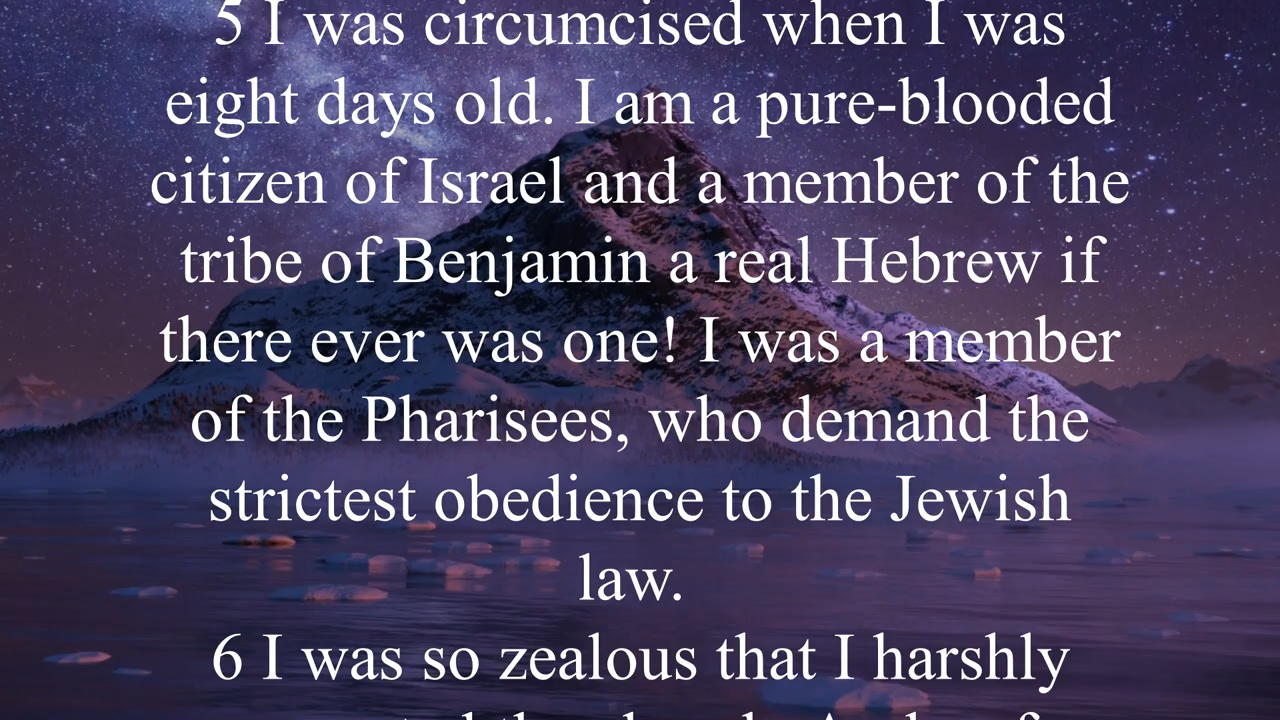 5 I was circumcised when I was
eight days old. I am a pure-blooded
citizen of Israel and a member of the
tribe of Benjamin a real Hebrew if
there ever was one! I was a member
of the Pharisees, who demand the
strictest obedience to the Jewish
law.
6 I was so zealous that I harshly